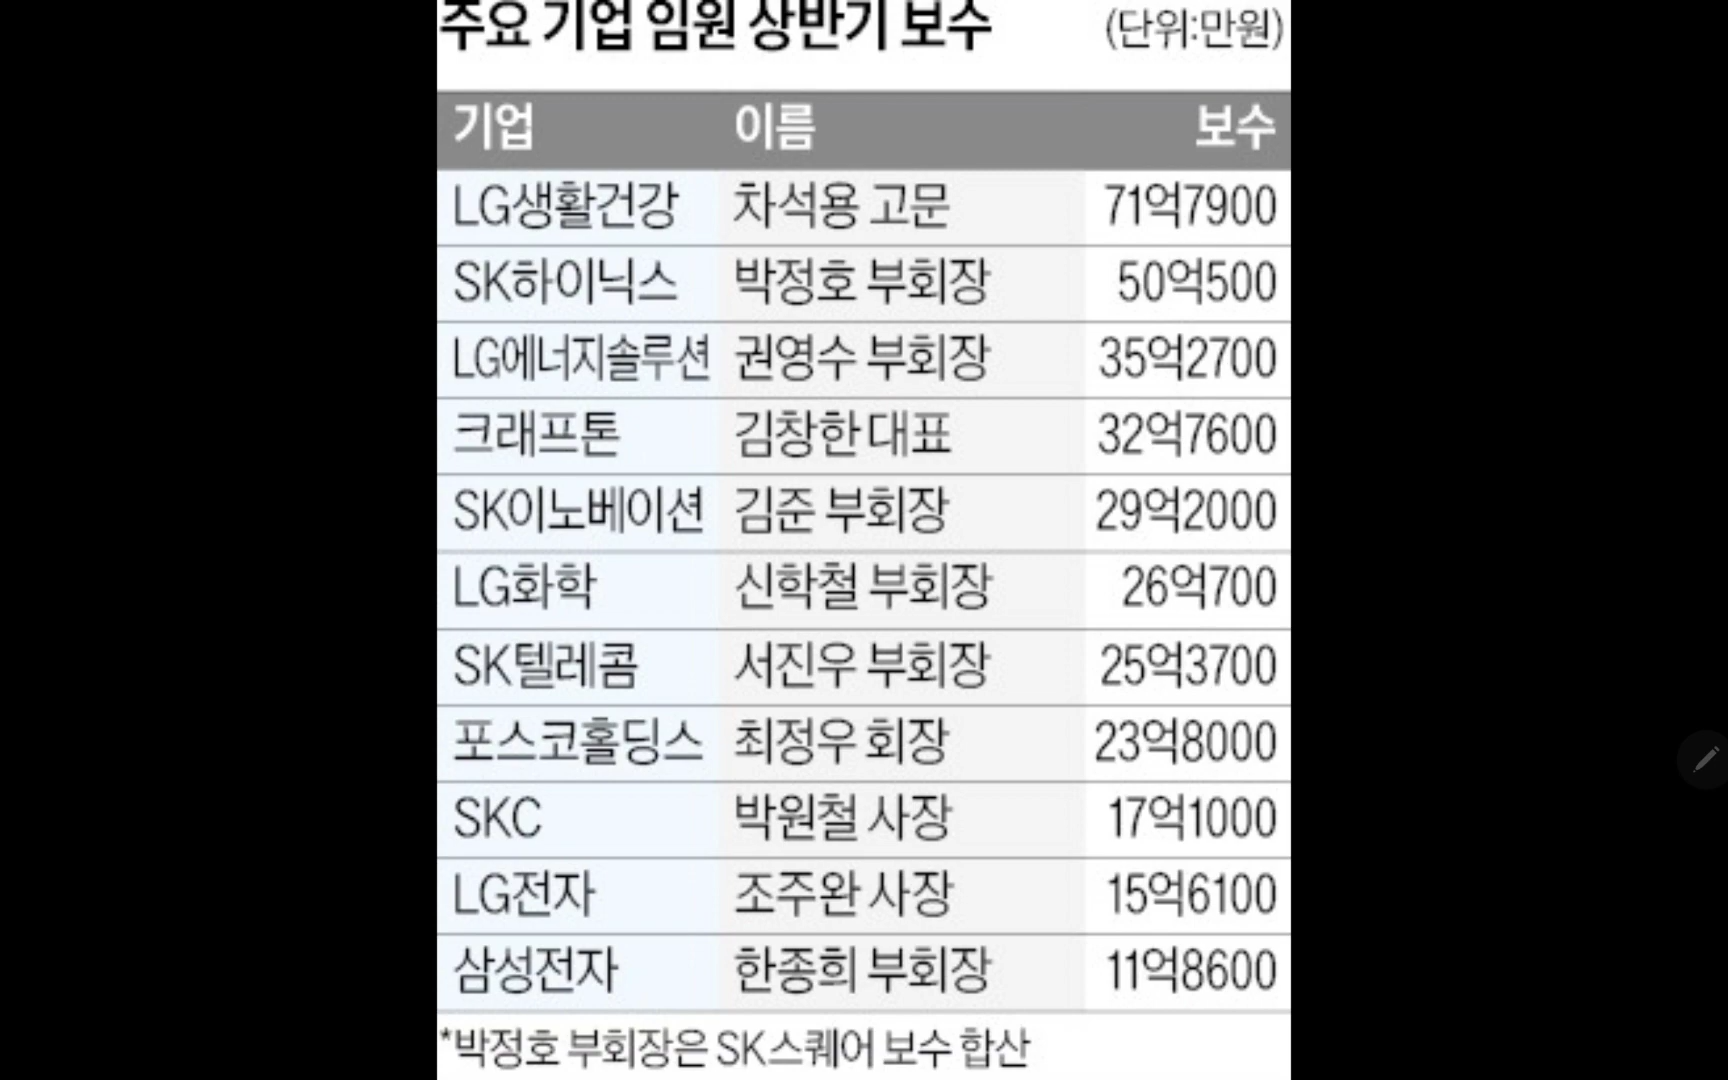 주요 기업 임원 상반기 보수 (단위:만원)
기업 이름 보수
LG생활건강 차석용 고문 71억7900
SK하이닉스 박정호 부회장 50억500
LG에너지솔루션 권영수 부회장 35억2700
크래프톤 김창한 대표 32억7600
SK이노베이션 김준 부회장 29억2000
LG화학 신학철 부회장 26억700
SK텔레콤 서진우 부회장 25억3700
포스코홀딩스 최정우 회장 23억8000
SKC 박원철 사장 17억1000
LG전자 조주완 사장 15억6100
삼성전자 한종희 부회장 11억8600
*박정호 부회장은 SK스퀘어 보수 합산